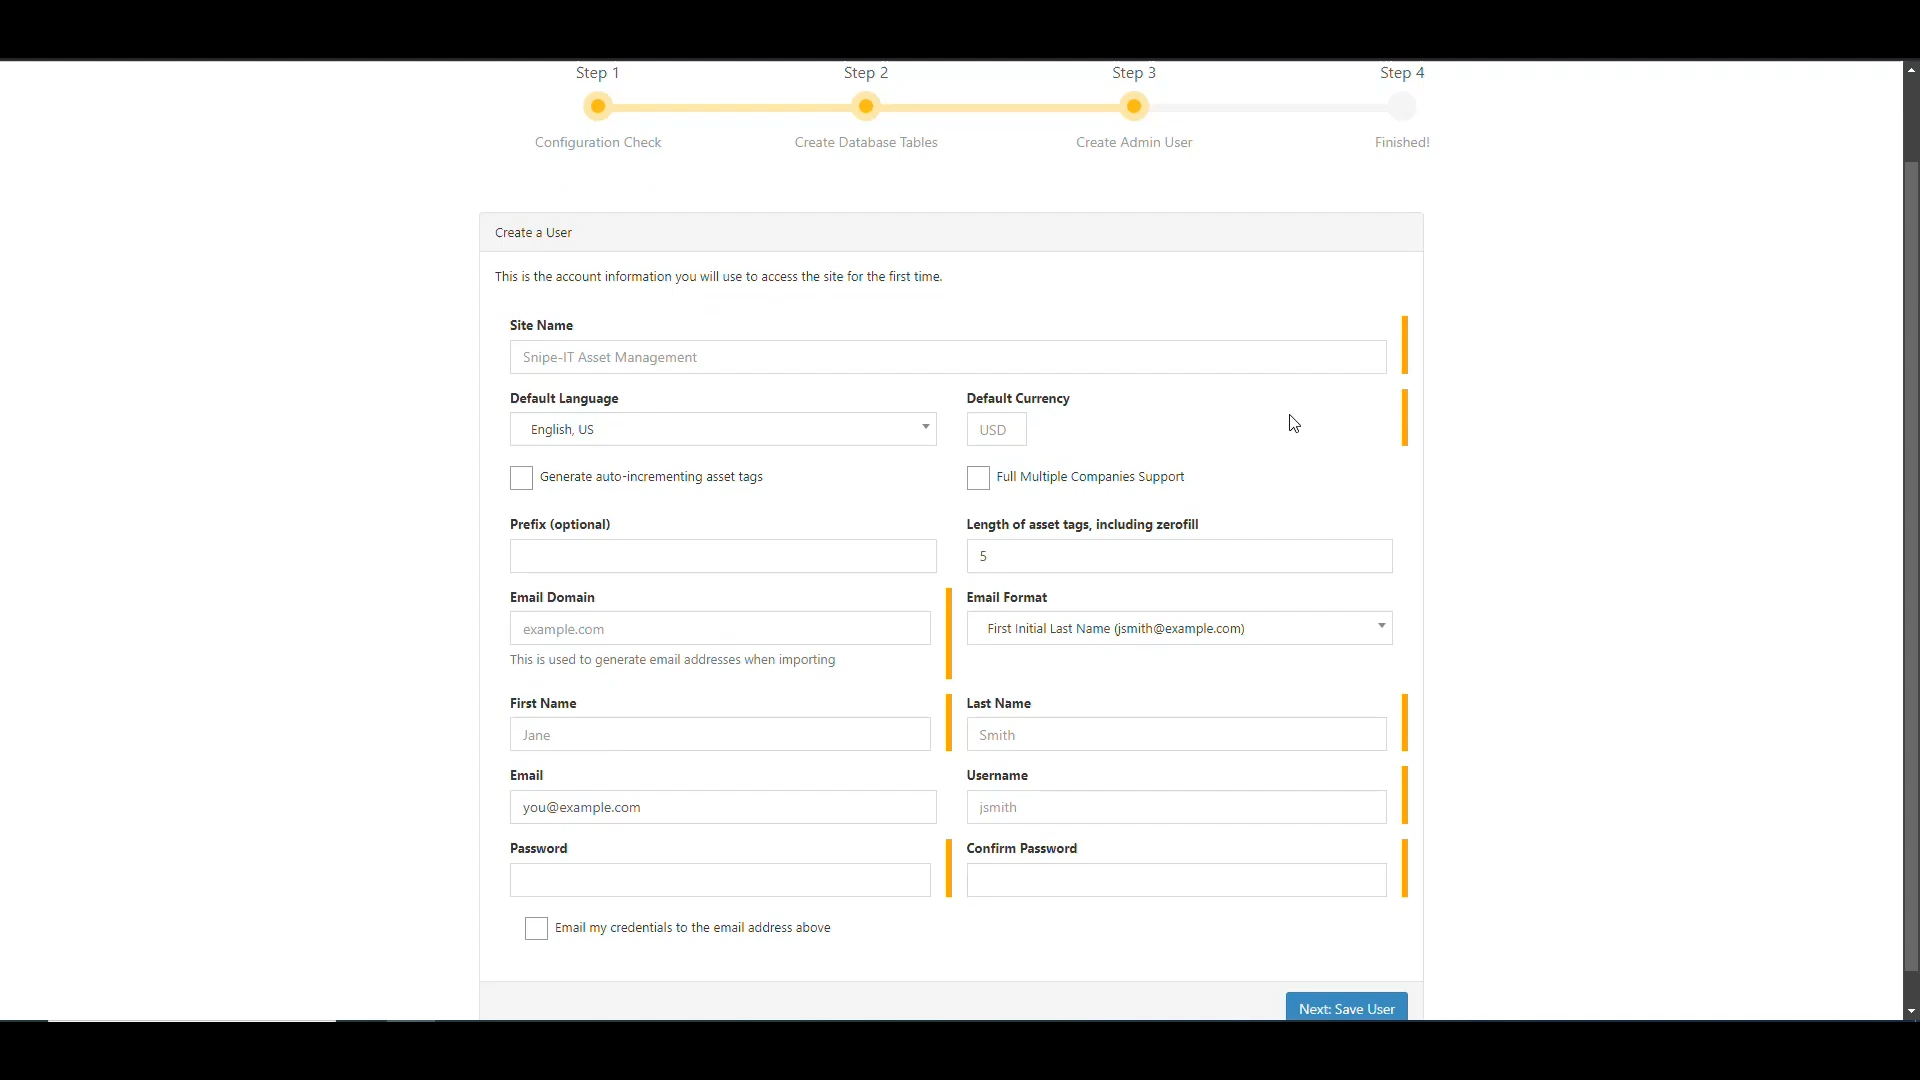 Step 1 Step 2 Step 3 Step 4
Configuration Check Create Database Tables Create Admin User Finished!
Create a User
This is the account information you will use to access the site for the first time.
Site Name
Snipe-IT Asset Management
Default Language Default Currency
English, US USD
Generate auto-incrementing asset tags Full Multiple Companies Support
Prefix (optional) Length of asset tags, including zerofill
5
Email Domain Email Format
example.com First Initial Last Name (jsmith@example.com)
This is used to generate email addresses when importing
First Name Last Name
Jane Smith
Email Username
you@example.com jsmith
Password Confirm Password
Email my credentials to the email address above
Next: Save User